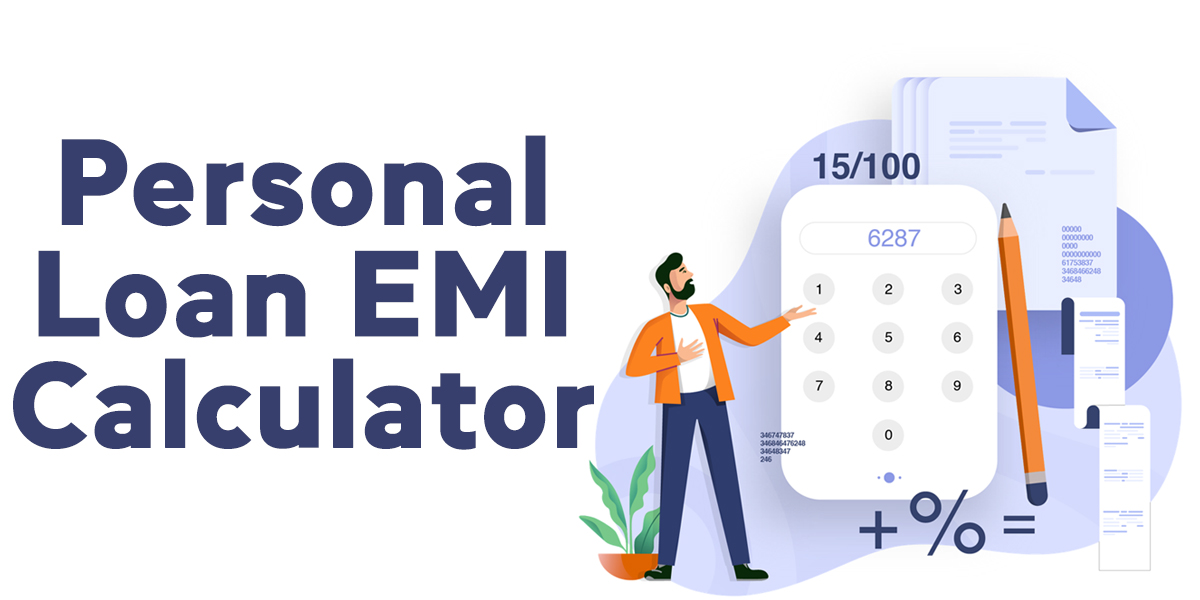 Personal
Loan EMI
Calculator
15/100
6287
1 2 3
4 5 6
7 8 9
0
00000
00000000
0000
0000000000
61753837
3468466248
34648
346747837
346846476248
34648347
246
+ % =